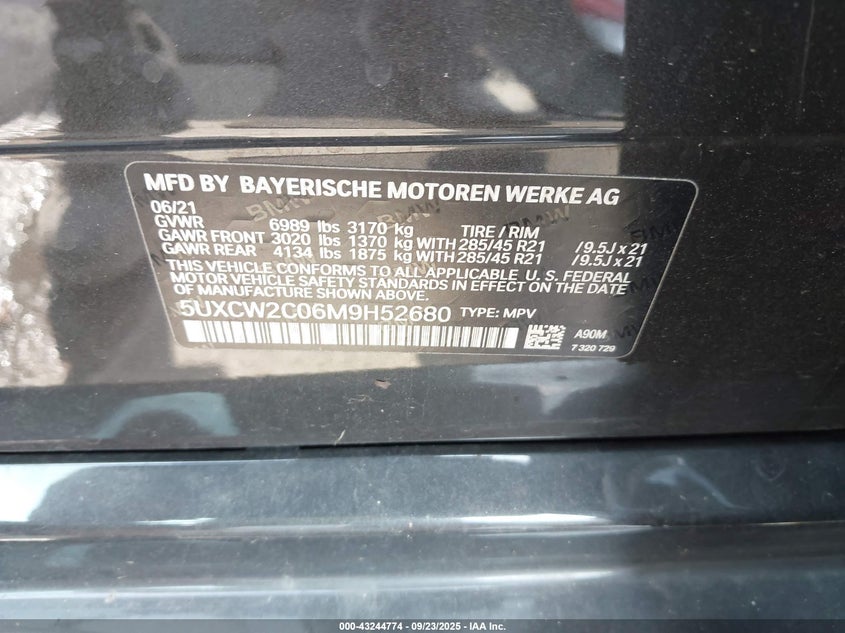 MFD BY BAYERISCHE MOTOREN WERKE AG
06/21
GVWR 6989 lbs 3170 kg TIRE / RIM
GAWR FRONT 3020 lbs 1370 kg WITH 285/45 R21 / 9.5J x 21
GAWR REAR 4134 lbs 1875 kg WITH 285/45 R21 / 9.5J x 21
THIS VEHICLE CONFORMS TO ALL APPLICABLE U. S. FEDERAL
MOTOR VEHICLE SAFETY STANDARDS IN EFFECT ON THE DATE
OF MANUFACTURE SHOWN ABOVE.
5UXCW2C06M9H52680 TYPE: MPV
A90M
7 320 729
000-43244774 - 09/23/2025 - IAA Inc.